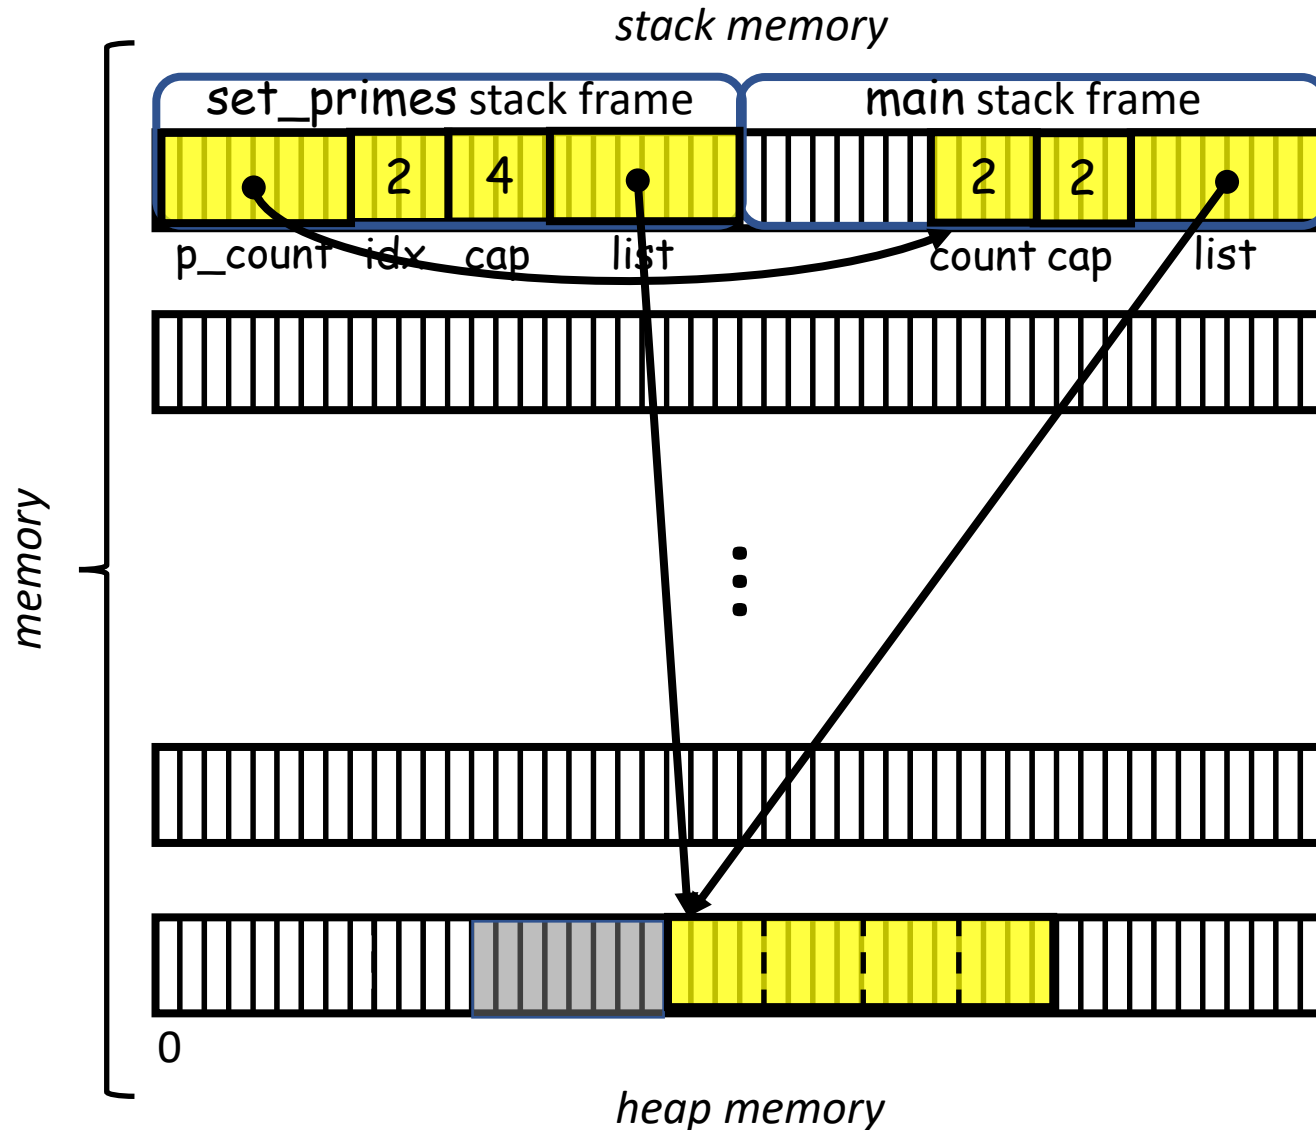 stack memory
set_primes stack frame
main stack frame
2 4
2 2
p_count idx cap list
count cap list
memory
0
heap memory